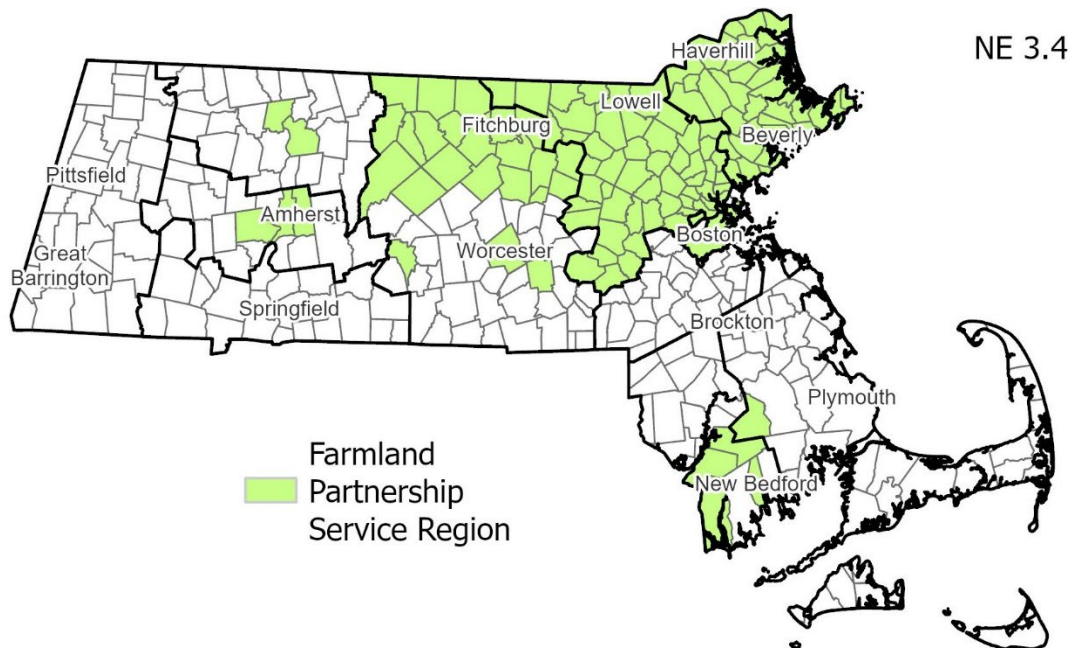 NE 3.4
Haverhill
Lowell
Fitchburg
Beverly
Pittsfield
Amherst
Boston
Worcester
Great
Barrington
Springfield
Brockton
Plymouth
New Bedford
Farmland
Partnership
Service Region